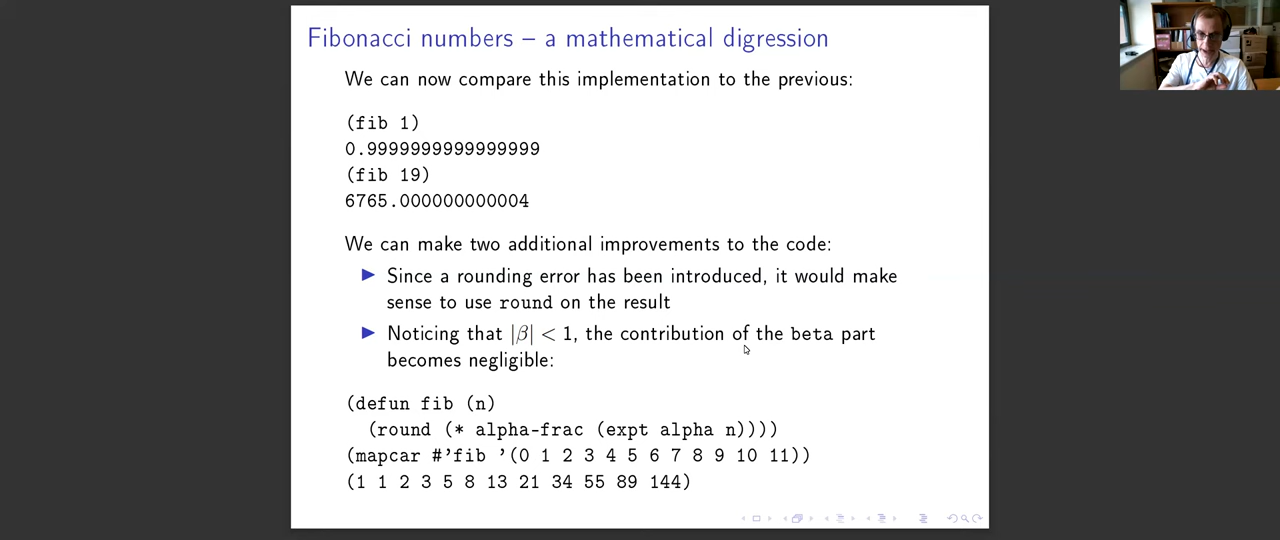 Fibonacci numbers – a mathematical digression
We can now compare this implementation to the previous:
(fib 1)
0.9999999999999999
(fib 19)
6765.000000000004
We can make two additional improvements to the code:
▶ Since a rounding error has been introduced, it would make
sense to use round on the result
▶ Noticing that |β| < 1, the contribution of the beta part
becomes negligible:
(defun fib (n)
(round (* alpha-frac (expt alpha n))))
(mapcar #'fib '(0 1 2 3 4 5 6 7 8 9 10 11))
(1 1 2 3 5 8 13 21 34 55 89 144)